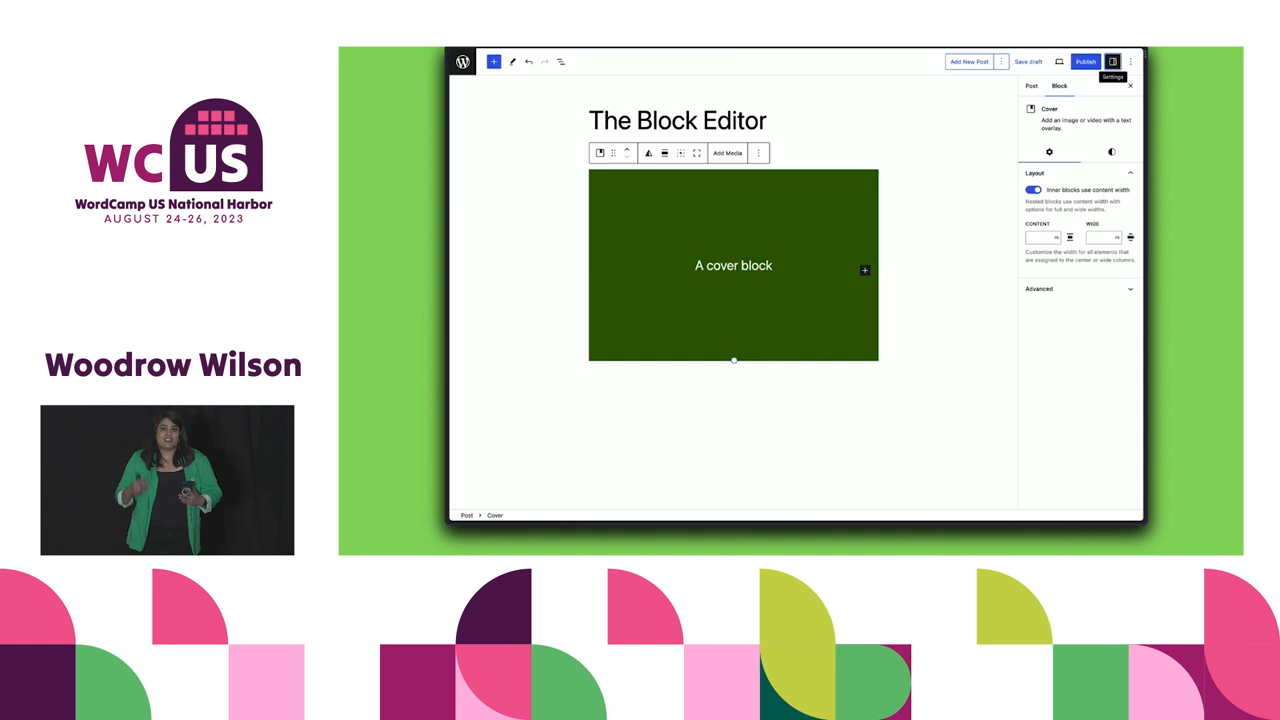 WC US
WordCamp US National Harbor
AUGUST 24-26, 2023
Woodrow Wilson
Add New Post
Save draft
Publish
Settings
The Block Editor
Add Media
A cover block
Post
Block
Cover
Add an image or video with a text
overlay.
Layout
Inner blocks use content width
Nested blocks use content width with
options for full and wide widths.
CONTENT
WIDE
PX
PX
Customize the width for all elements that
are assigned to the center or wide columns.
Advanced
Post > Cover